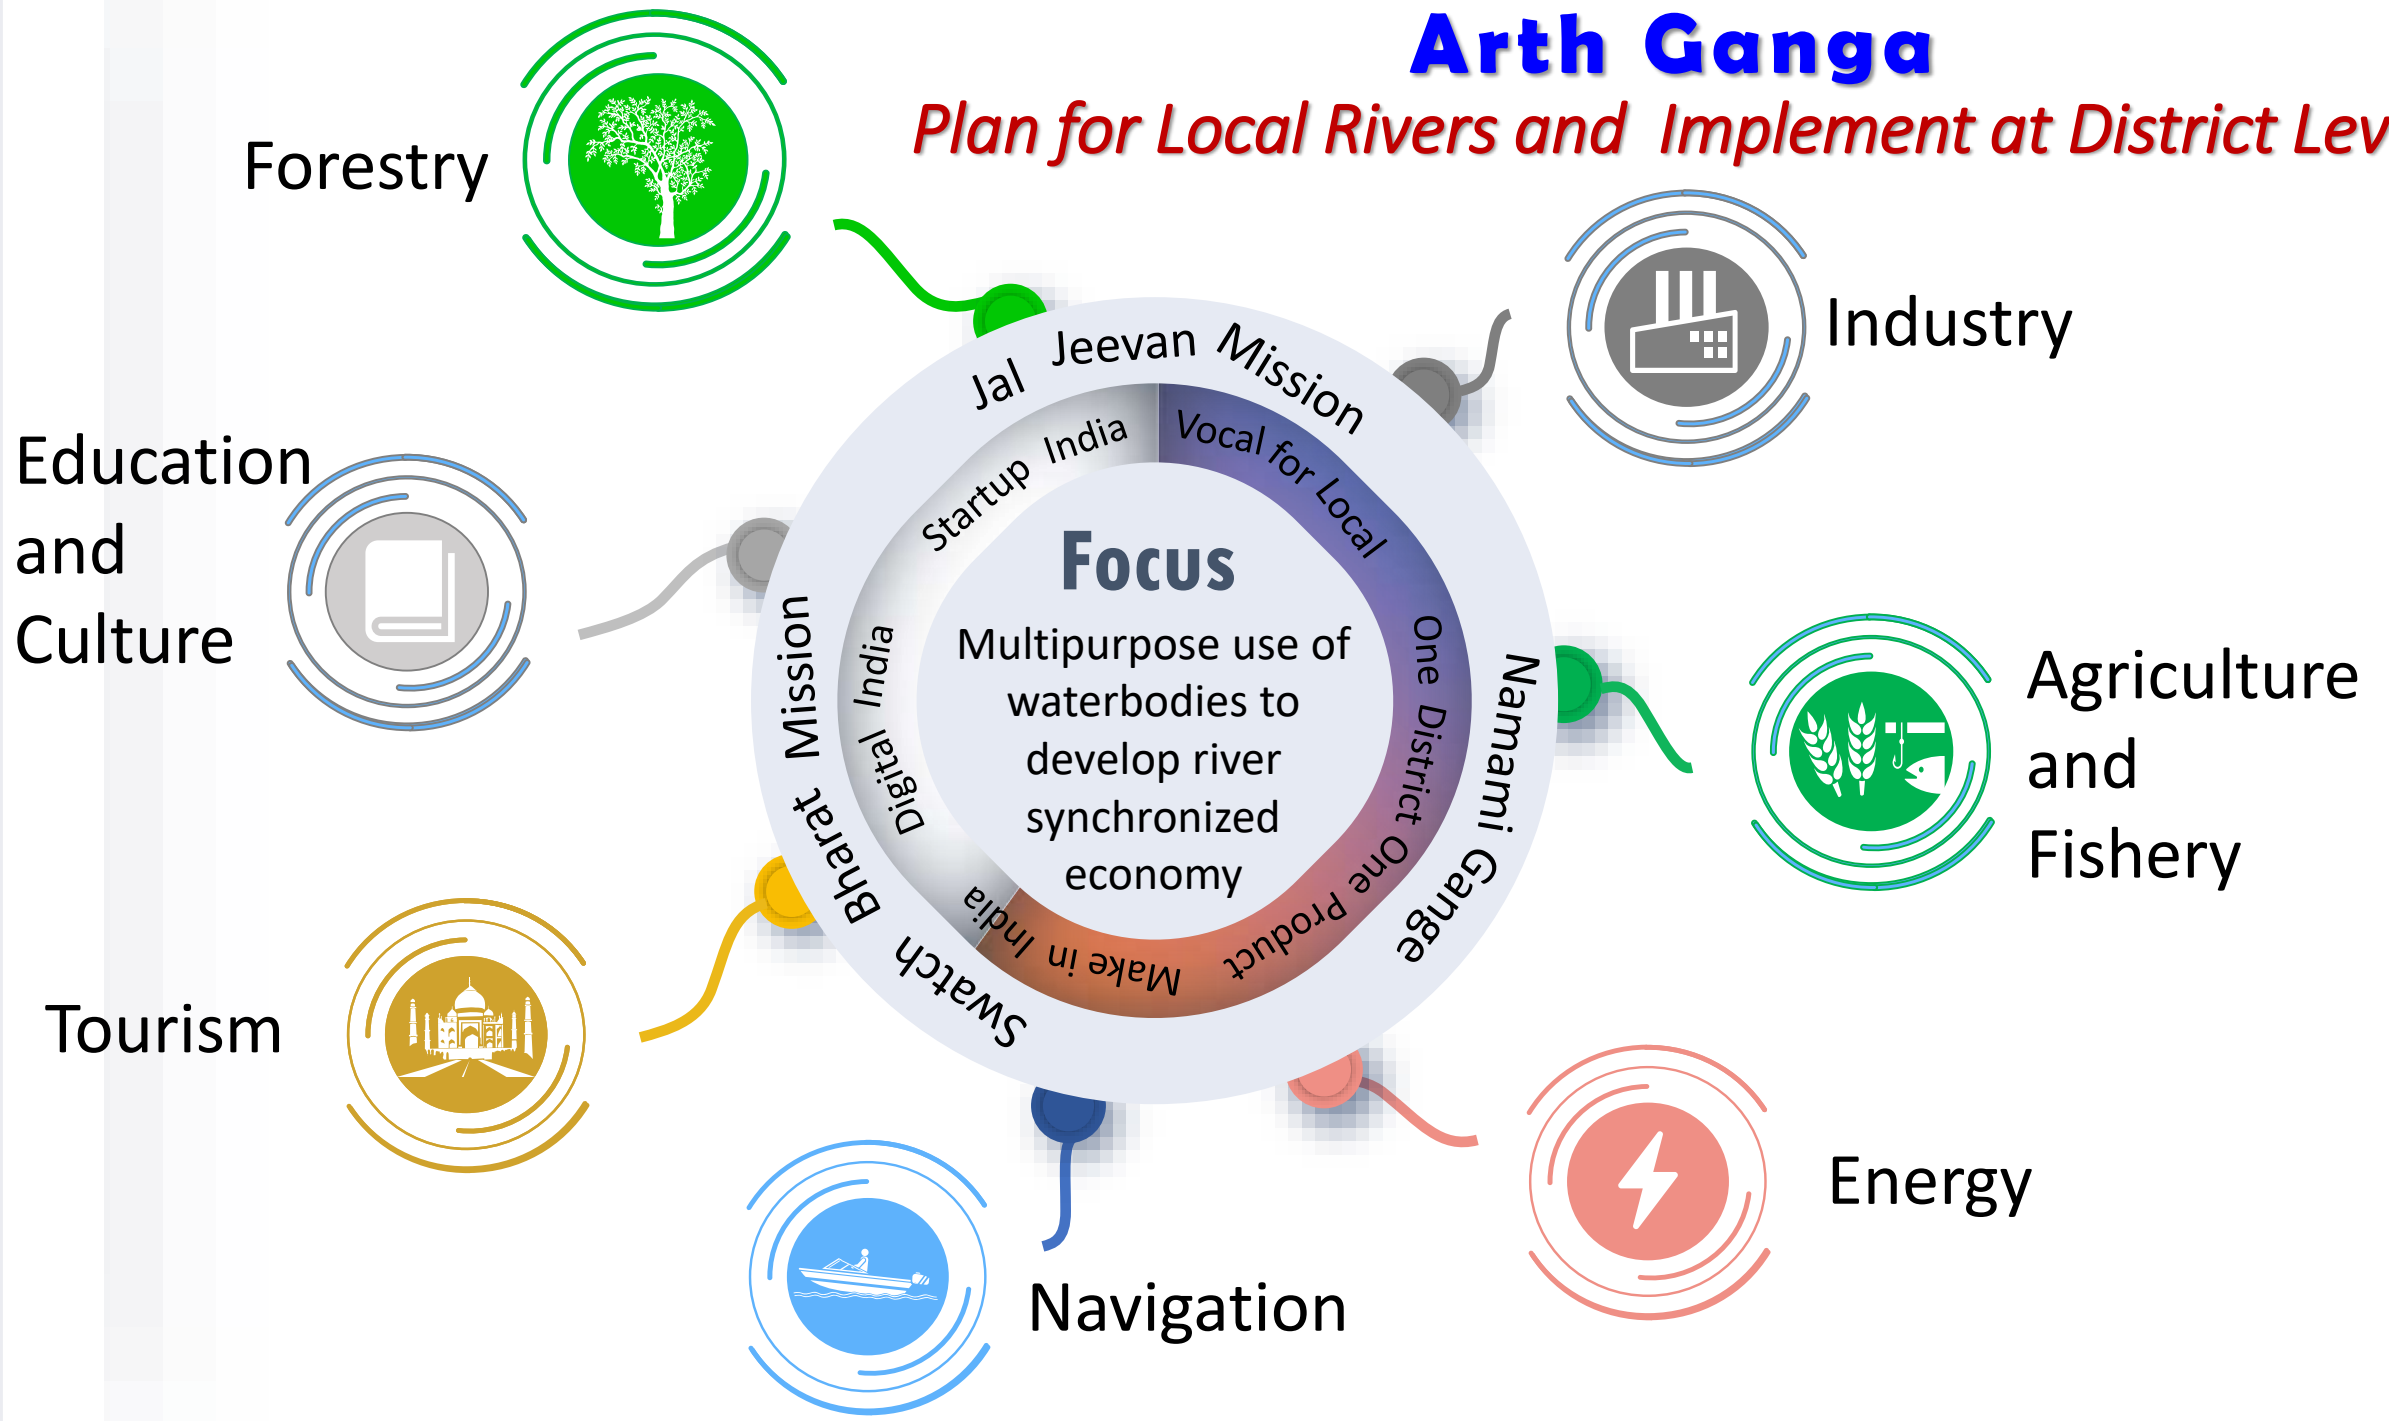 Arth Ganga
Plan for Local Rivers and Implement at District Lev
Forestry
Industry
Education
and
Culture
Agriculture
and
Fishery
Tourism
Energy
Navigation
Jal Jeevan Mission
Namami Gange
Swatch Bharat Mission
Startup India
Vocal for Local
One District One Product
Make in India
Digital India
Focus
Multipurpose use of
waterbodies to
develop river
synchronized
economy